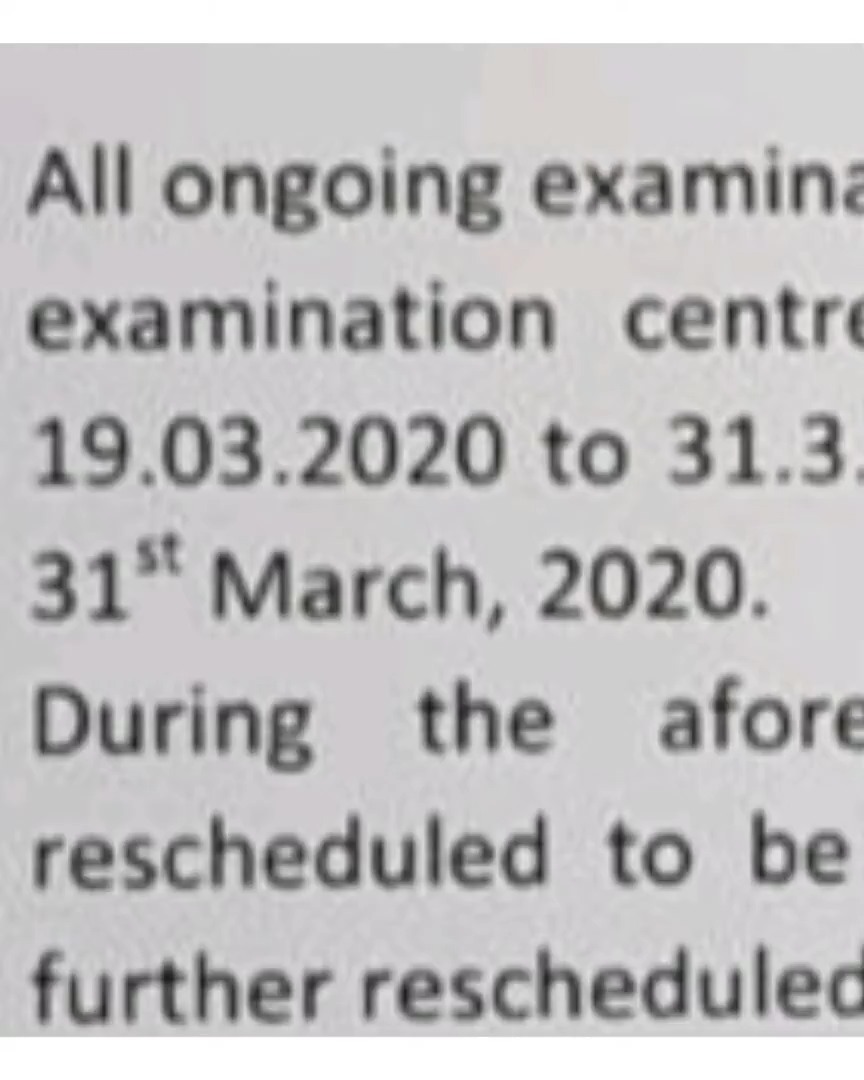 All ongoing examina
examination centre
19.03.2020 to 31.3.
31st March, 2020.
During the afore
rescheduled to be
further rescheduled